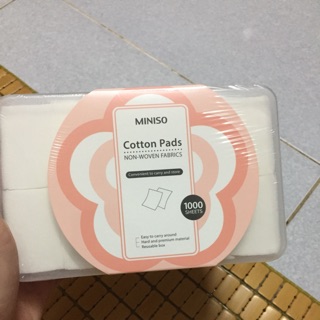 MINISO
Cotton Pads
NON-WOVEN FABRICS
Convenient to carry and store
1000
SHEETS
Easy to carry around
Hard and premium material
Reusable box